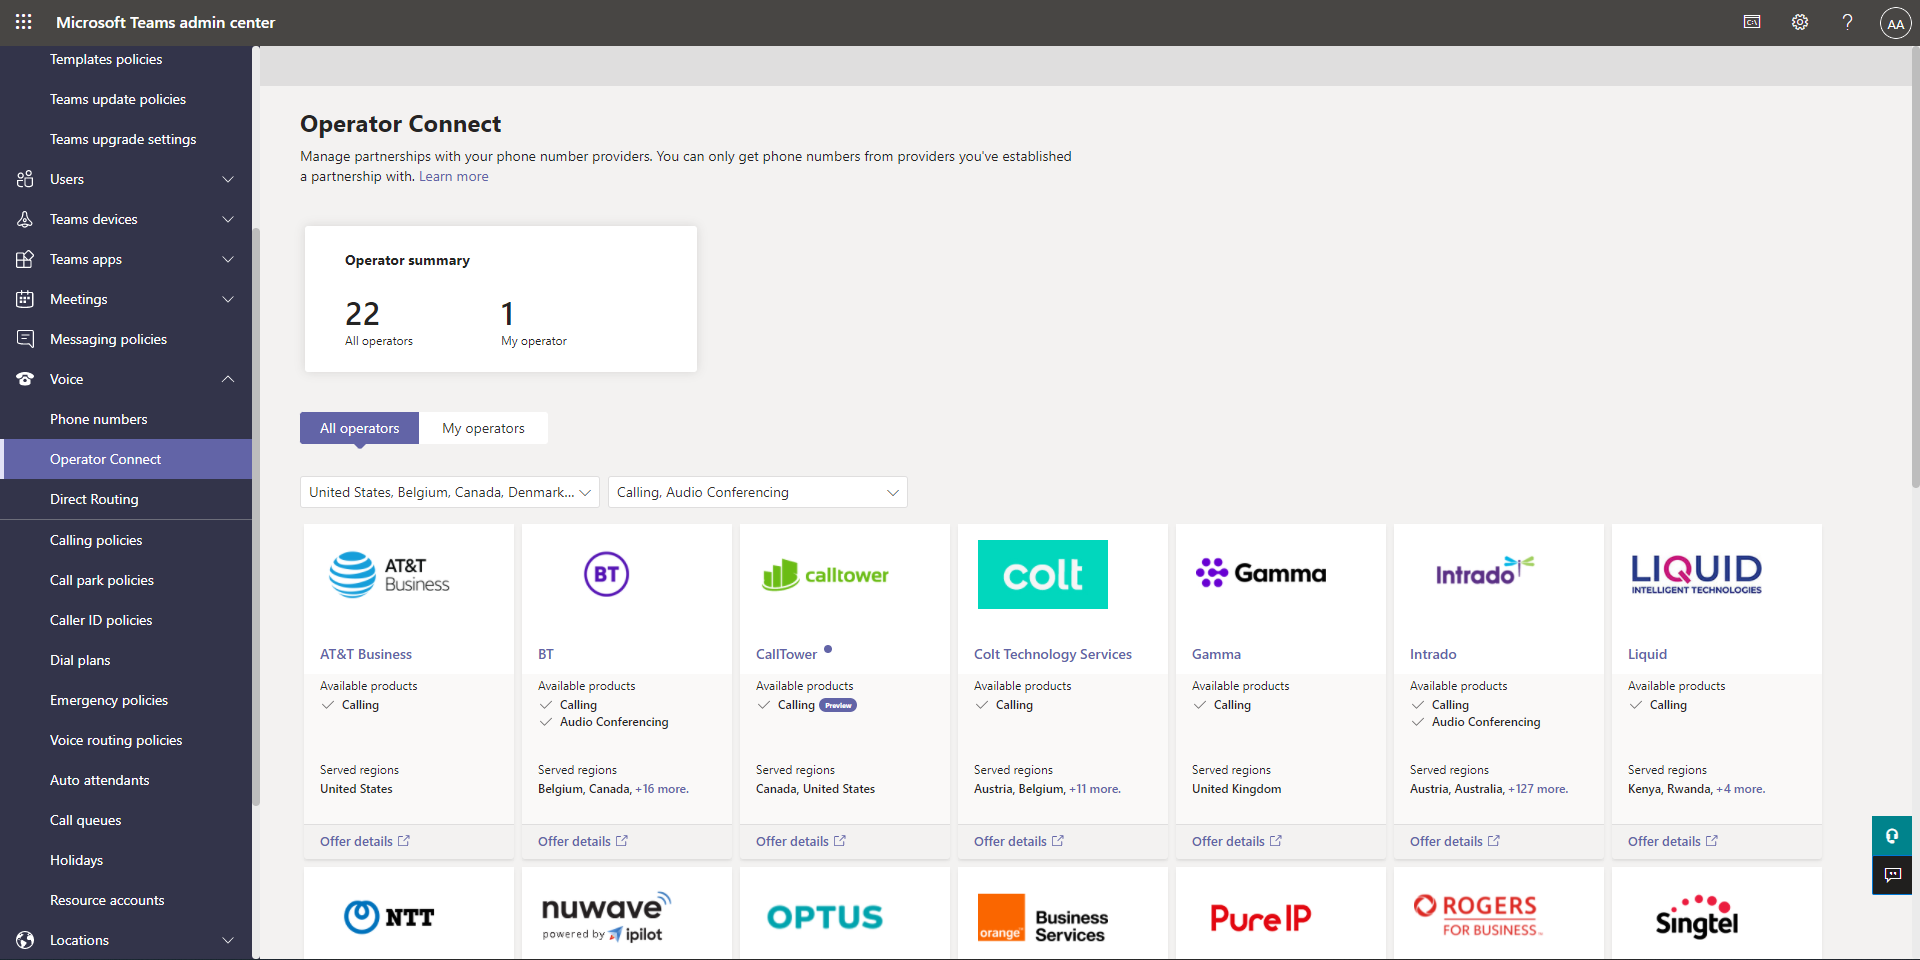 Microsoft Teams admin center
AA
Templates policies
Teams update policies
Teams upgrade settings
Users
Teams devices
Teams apps
Meetings
Messaging policies
Voice
Phone numbers
Operator Connect
Direct Routing
Calling policies
Call park policies
Caller ID policies
Dial plans
Emergency policies
Voice routing policies
Auto attendants
Call queues
Holidays
Resource accounts
Locations
Operator Connect
Manage partnerships with your phone number providers. You can only get phone numbers from providers you've established
a partnership with. Learn more
Operator summary
22
All operators
1
My operator
All operators
My operators
United States, Belgium, Canada, Denmark...
Calling, Audio Conferencing
AT&T
Business
AT&T Business
Available products
Calling
Served regions
United States
Offer details
BT
BT
Available products
Calling
Audio Conferencing
Served regions
Belgium, Canada, +16 more.
Offer details
calltower
CallTower
Available products
Calling Preview
Served regions
Canada, United States
Offer details
colt
Colt Technology Services
Available products
Calling
Served regions
Austria, Belgium, +11 more.
Offer details
Gamma
Gamma
Available products
Calling
Served regions
United Kingdom
Offer details
Intrado
Intrado
Available products
Calling
Audio Conferencing
Served regions
Austria, Australia, +127 more.
Offer details
LIQUID
INTELLIGENT TECHNOLOGIES
Liquid
Available products
Calling
Served regions
Kenya, Rwanda, +4 more.
Offer details
NTT
nuwave
powered by ipilot
OPTUS
orange
Business
Services
Pure IP
ROGERS
FOR BUSINESS
Singtel